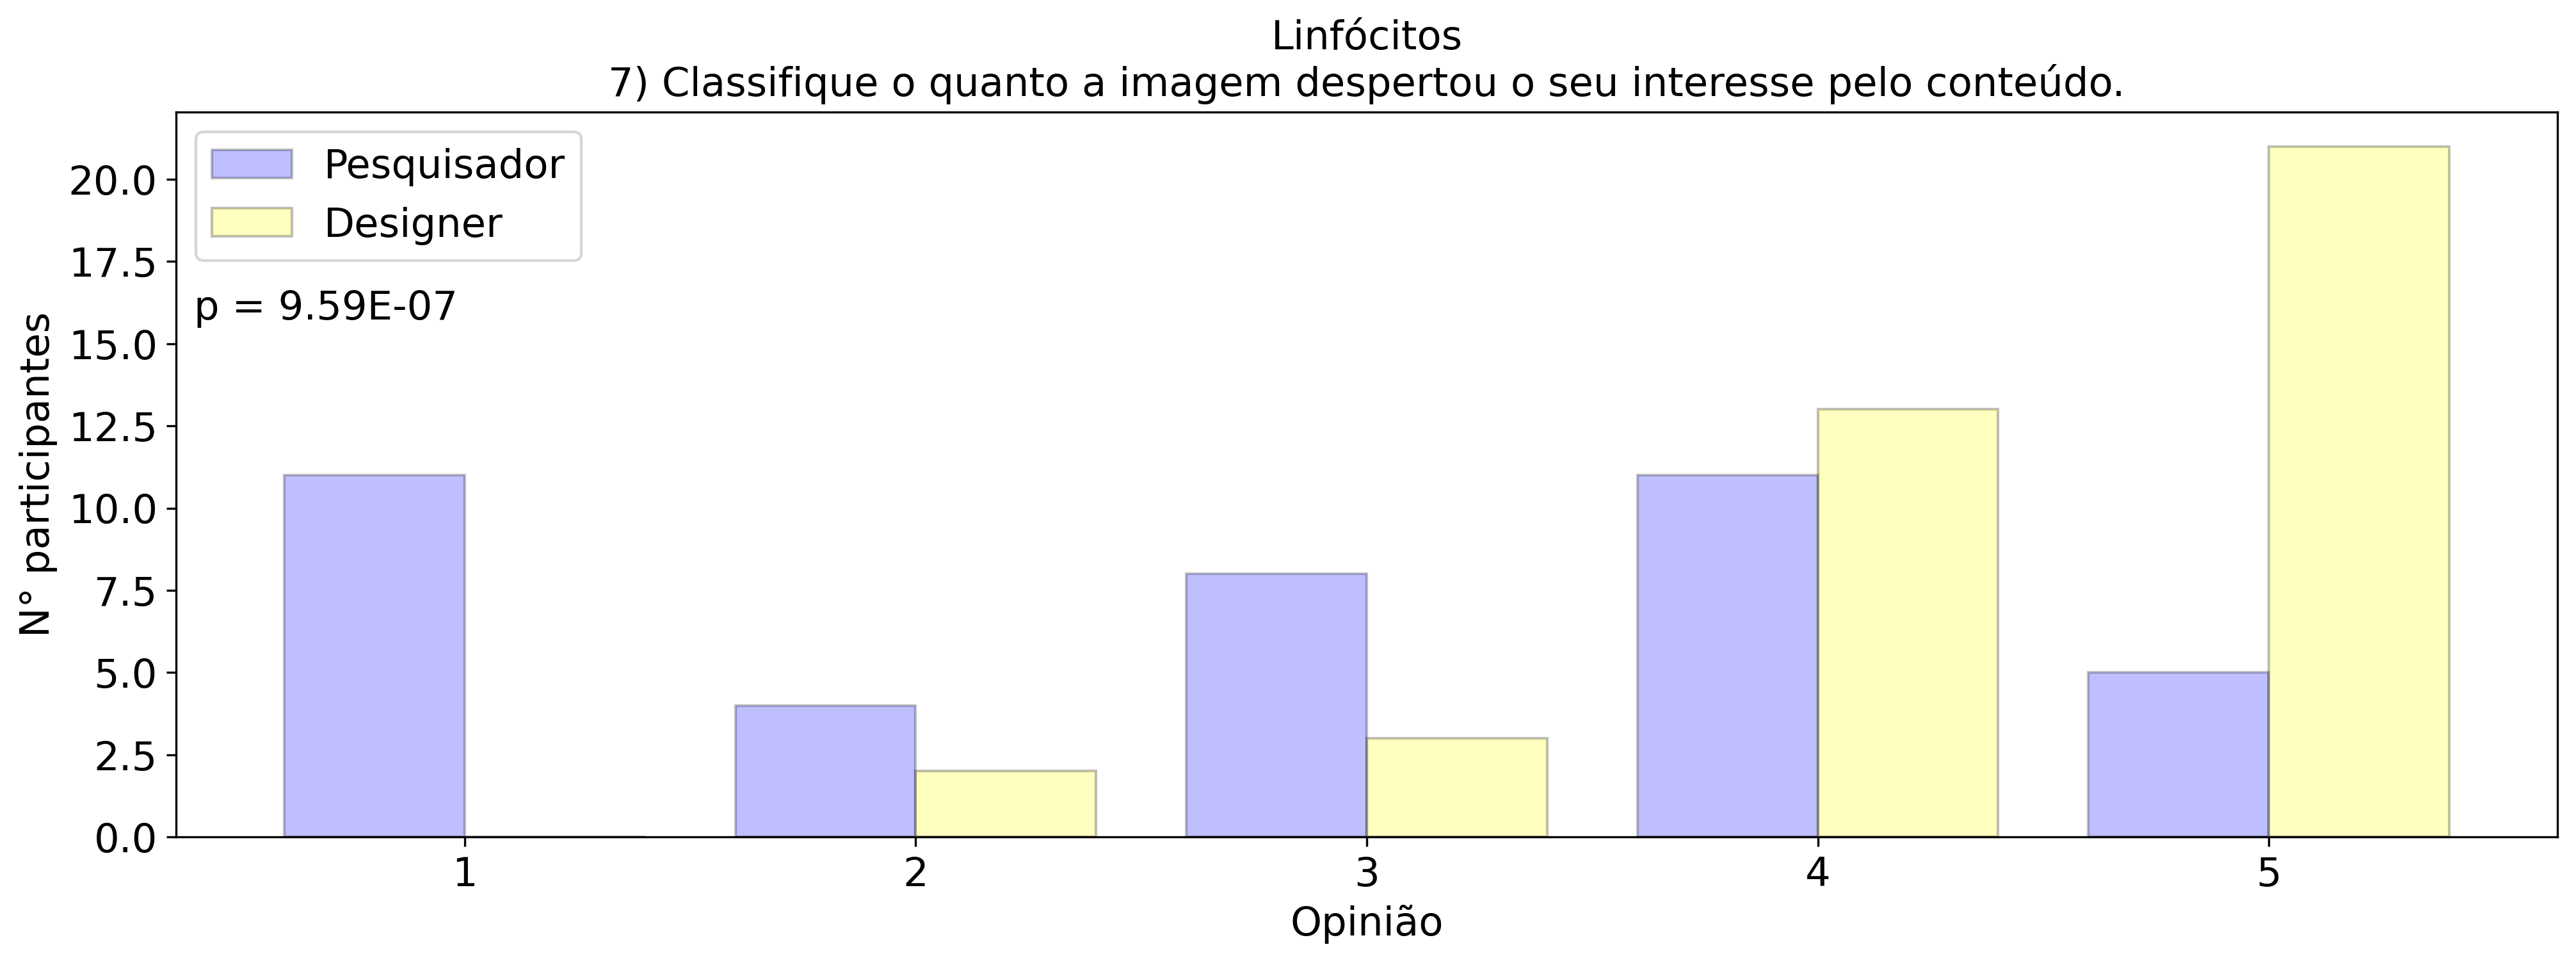 Linfócitos
7) Classifique o quanto a imagem despertou o seu interesse pelo conteúdo.
Pesquisador
Designer
p = 9.59E-07
N° participantes
20.0
17.5
15.0
12.5
10.0
7.5
5.0
2.5
0.0
1 2 3 4 5
Opinião